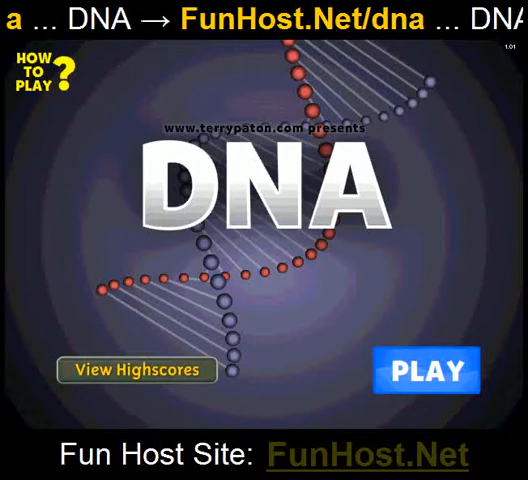 a ... DNA → FunHost.Net/dna ... DNA
1.01
HOW
TO
PLAY ?
www.terrypaton.com presents
DNA
View Highscores
PLAY
Fun Host Site: FunHost.Net